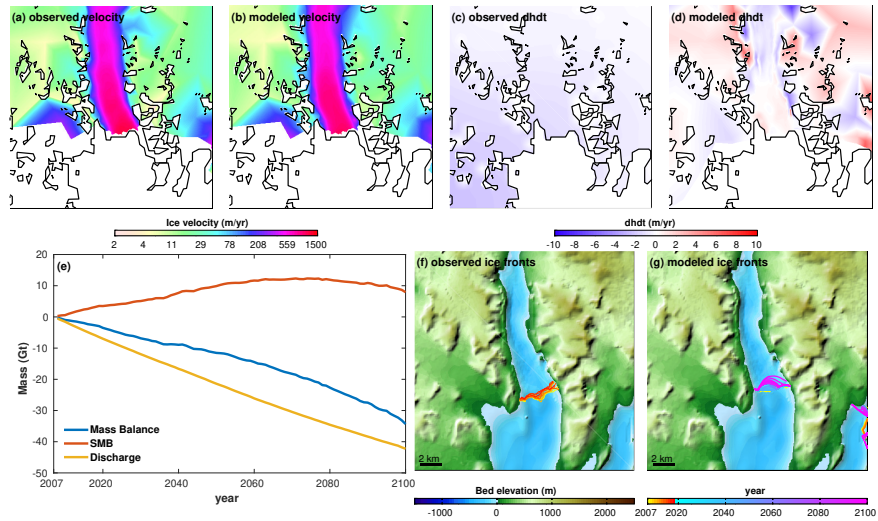 (a) observed velocity
(b) modeled velocity
(c) observed dhdt
(d) modeled dhdt
Ice velocity (m/yr)
2 4 11 29 78 208 559 1500
dhdt (m/yr)
-10 -8 -6 -4 -2 0 2 4 6 8 10
(e)
Mass (Gt)
20
10
0
-10
-20
-30
-40
-50
Mass Balance
SMB
Discharge
2007 2020 2040 2060 2080 2100
year
(f) observed ice fronts
2 km
(g) modeled ice fronts
2 km
Bed elevation (m)
-1000 0 1000 2000
year
2007 2020 2040 2060 2080 2100